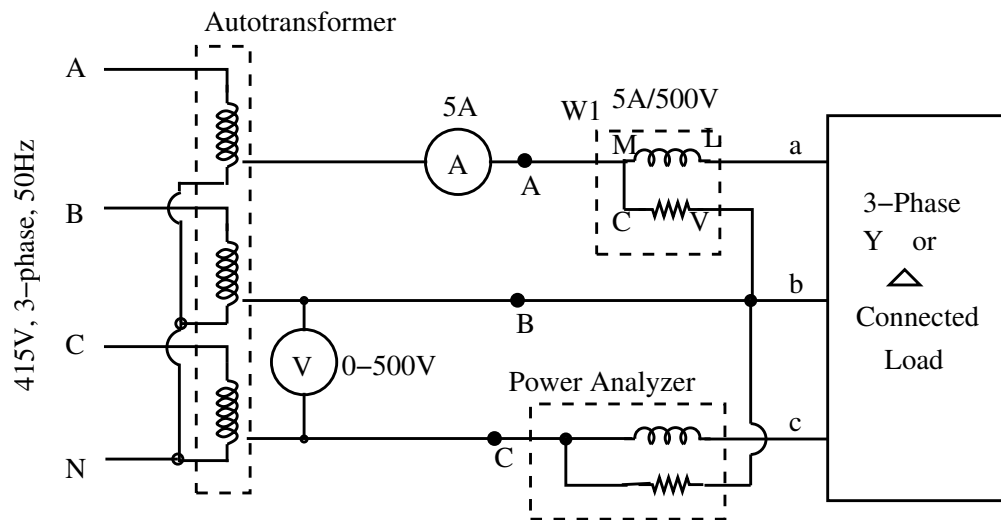 Autotransformer
A
5A
W1
5A/500V
M
L
a
A
A
C
V
B
3−Phase
Y or
Connected
Load
415V, 3−phase, 50Hz
b
B
C
V
0−500V
Power Analyzer
c
C
N